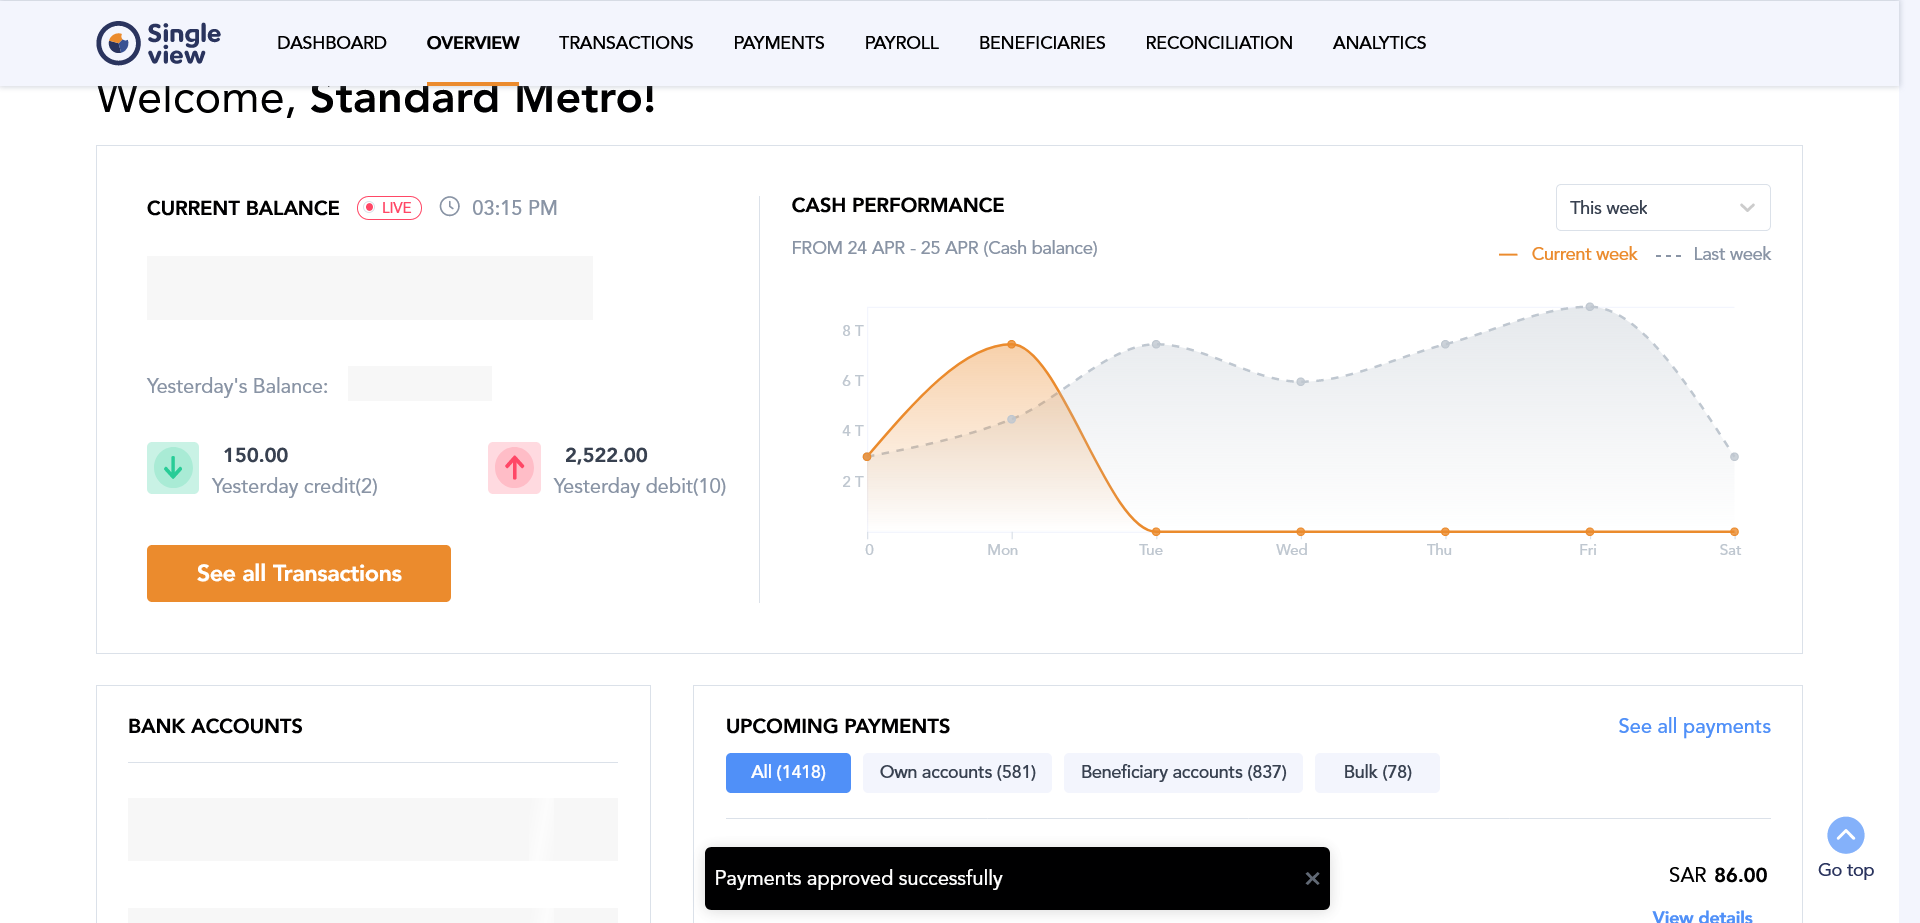 Single
view
DASHBOARD
OVERVIEW
TRANSACTIONS
PAYMENTS
PAYROLL
BENEFICIARIES
RECONCILIATION
ANALYTICS
Welcome, Standard Metro!
CURRENT BALANCE
LIVE
03:15 PM
Yesterday's Balance:
150.00
Yesterday credit(2)
2,522.00
Yesterday debit(10)
See all Transactions
CASH PERFORMANCE
This week
FROM 24 APR - 25 APR (Cash balance)
Current week
Last week
8 T
6 T
4 T
2 T
0
Mon
Tue
Wed
Thu
Fri
Sat
BANK ACCOUNTS
UPCOMING PAYMENTS
See all payments
All (1418)
Own accounts (581)
Beneficiary accounts (837)
Bulk (78)
SAR 86.00
View details
Payments approved successfully
Go top